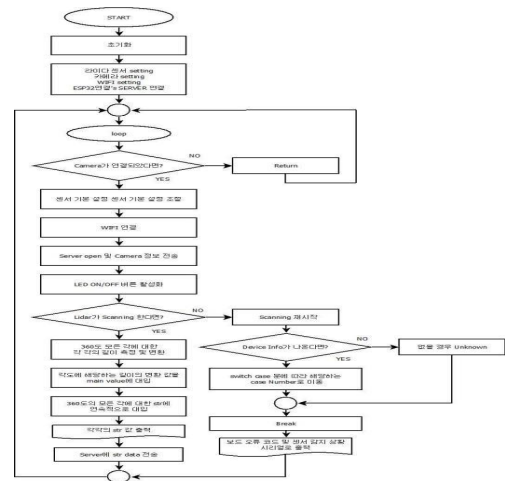 START
초기화
라이다 센서 setting
카메라 setting
WIFI setting
ESP32연결's SERVER 연결
loop
Camera가 연결되었다면?
NO
Return
YES
센서 기본 설정 센서 기본 설정 조절
WIFI 연결
Server open 및 Camera 정보 전송
LED ON/OFF 버튼 활성화
Lidar가 Scanning 한다면?
NO
Scanning 재시작
YES
360도 모든 각에 대한
각 각의 길이 측정 및 변환
Device Info가 나온다면?
NO
없을 경우 Unknown
YES
각도에 해당하는 길이의 변환 값을
main value에 대입
switch case 문에 따라 해당하는
case Number로 이동
360도의 모든 각에 대한 str에
연속적으로 대입
Break
각각의 str 값 출력
보드 오류 코드 및 센서 감지 상황
시리얼로 출력
Server에 str data 전송